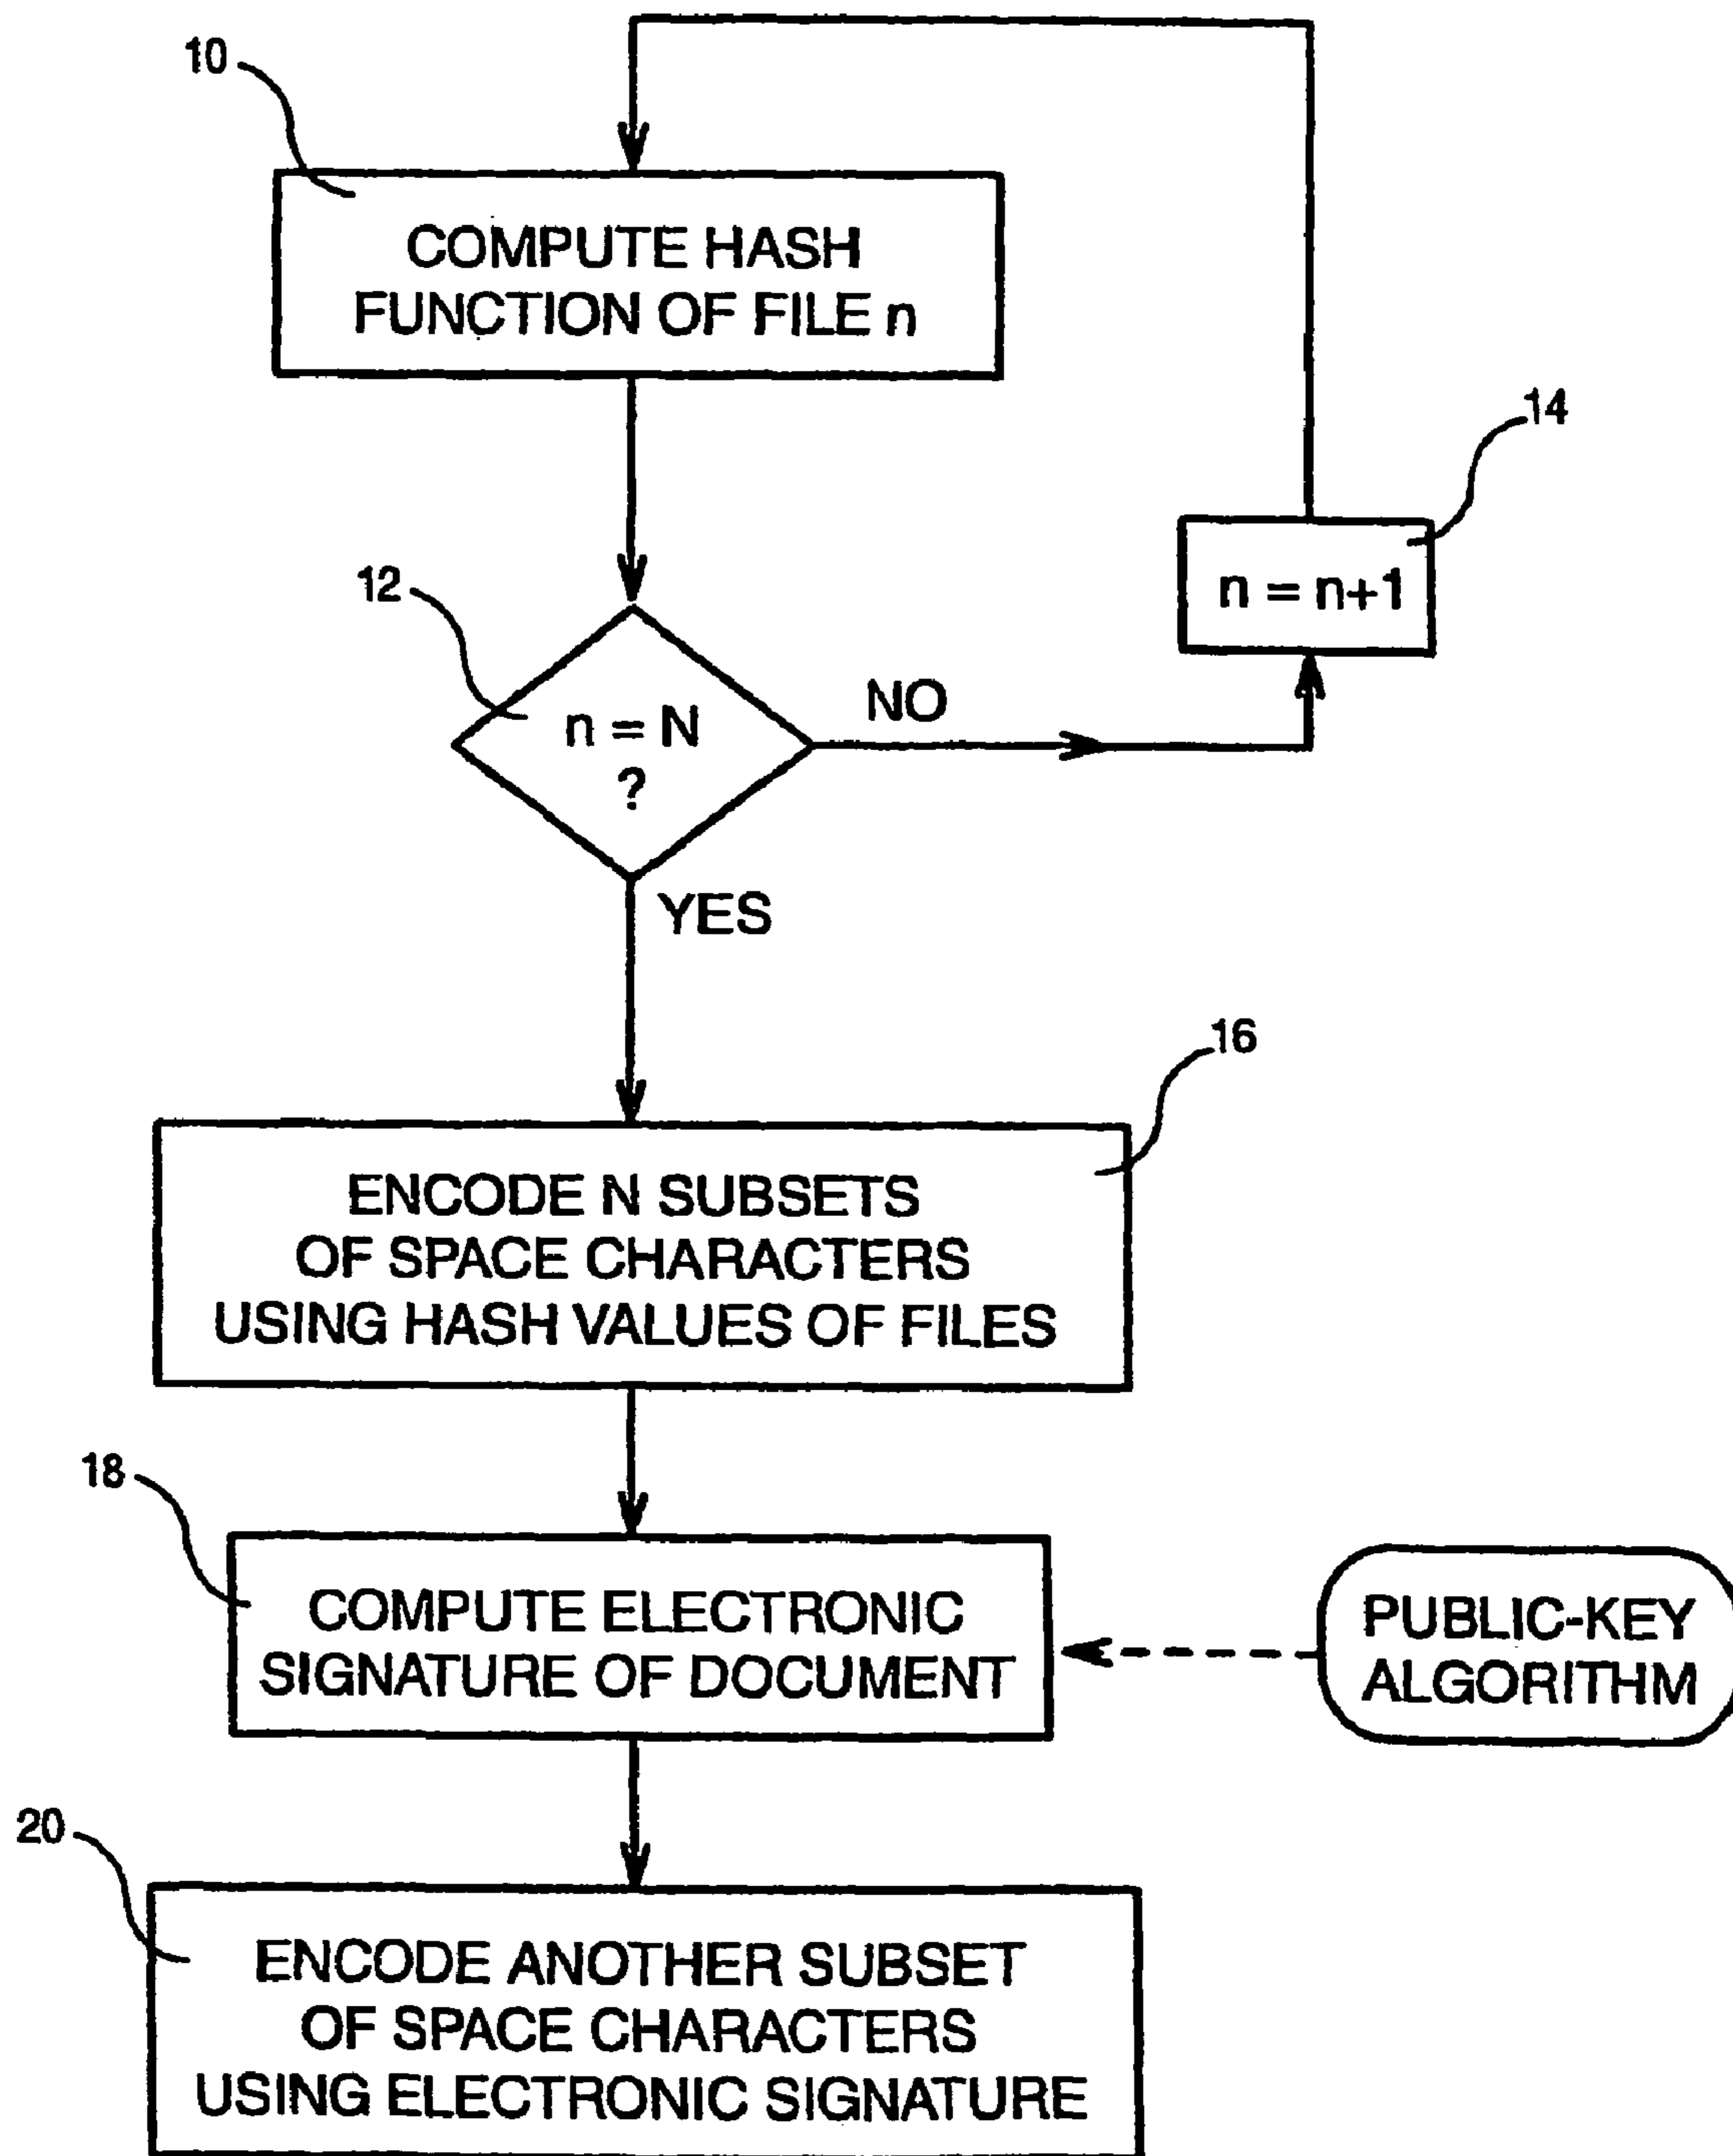 10
COMPUTE HASH
FUNCTION OF FILE n
14
n = n+1
12
n = N
?
NO
YES
16
ENCODE N SUBSETS
OF SPACE CHARACTERS
USING HASH VALUES OF FILES
18
COMPUTE ELECTRONIC
SIGNATURE OF DOCUMENT
PUBLIC-KEY
ALGORITHM
20
ENCODE ANOTHER SUBSET
OF SPACE CHARACTERS
USING ELECTRONIC SIGNATURE